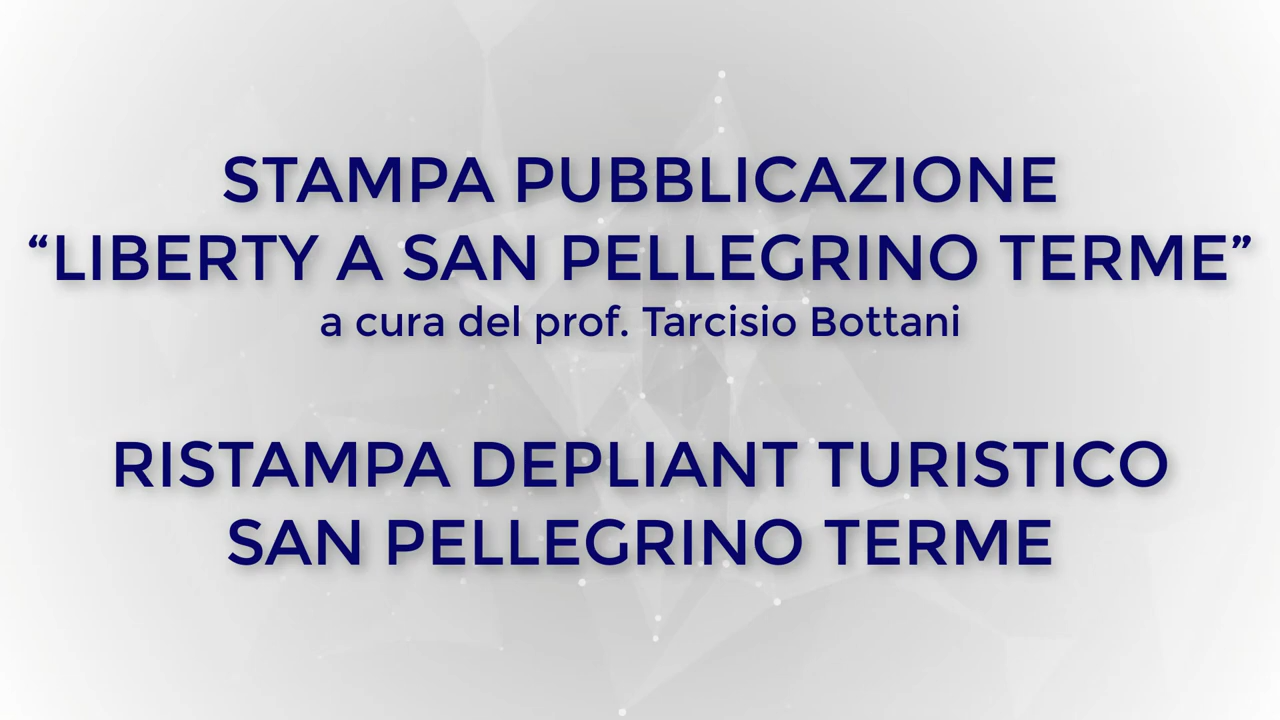 STAMPA PUBBLICAZIONE
“LIBERTY A SAN PELLEGRINO TERME”
a cura del prof. Tarcisio Bottani
RISTAMPA DEPLIANT TURISTICO
SAN PELLEGRINO TERME